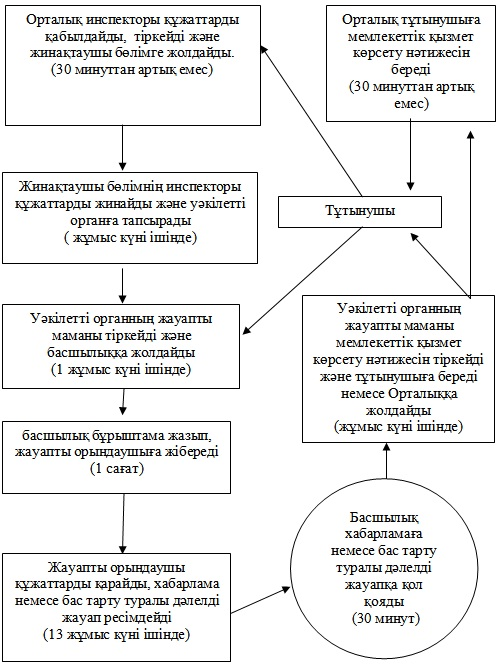 Орталық инспекторы құжаттарды
қабылдайды,  тіркейді және
жинақтаушы бөлімге жолдайды.
(30 минуттан артық емес)
Орталық тұтынушыға
мемлекеттік қызмет
көрсету нәтижесін
береді
(30 минуттан артық
емес)
Жинақтаушы бөлімнің инспекторы
құжаттарды жинайды және уәкілетті
органға тапсырады
( жұмыс күні ішінде)
Тұтынушы
Уәкілетті органның жауапты
маманы тіркейді және
басшылыққа жолдайды
(1 жұмыс күні ішінде)
Уәкілетті органның
жауапты маманы
мемлекеттік қызмет
көрсету нәтижесін тіркейді
және тұтынушыға береді
немесе Орталыққа
жолдайды
(жұмыс күні ішінде)
басшылық бұрыштама жазып,
жауапты орындаушыға жібереді
(1 сағат)
Басшылық
хабарламаға
немесе бас тарту
туралы дәлелді
жауапқа қол
қояды
(30 минут)
Жауапты орындаушы
құжаттарды қарайды, хабарлама
немесе бас тарту туралы дәлелді
жауап ресімдейді
(13 жұмыс күні ішінде)